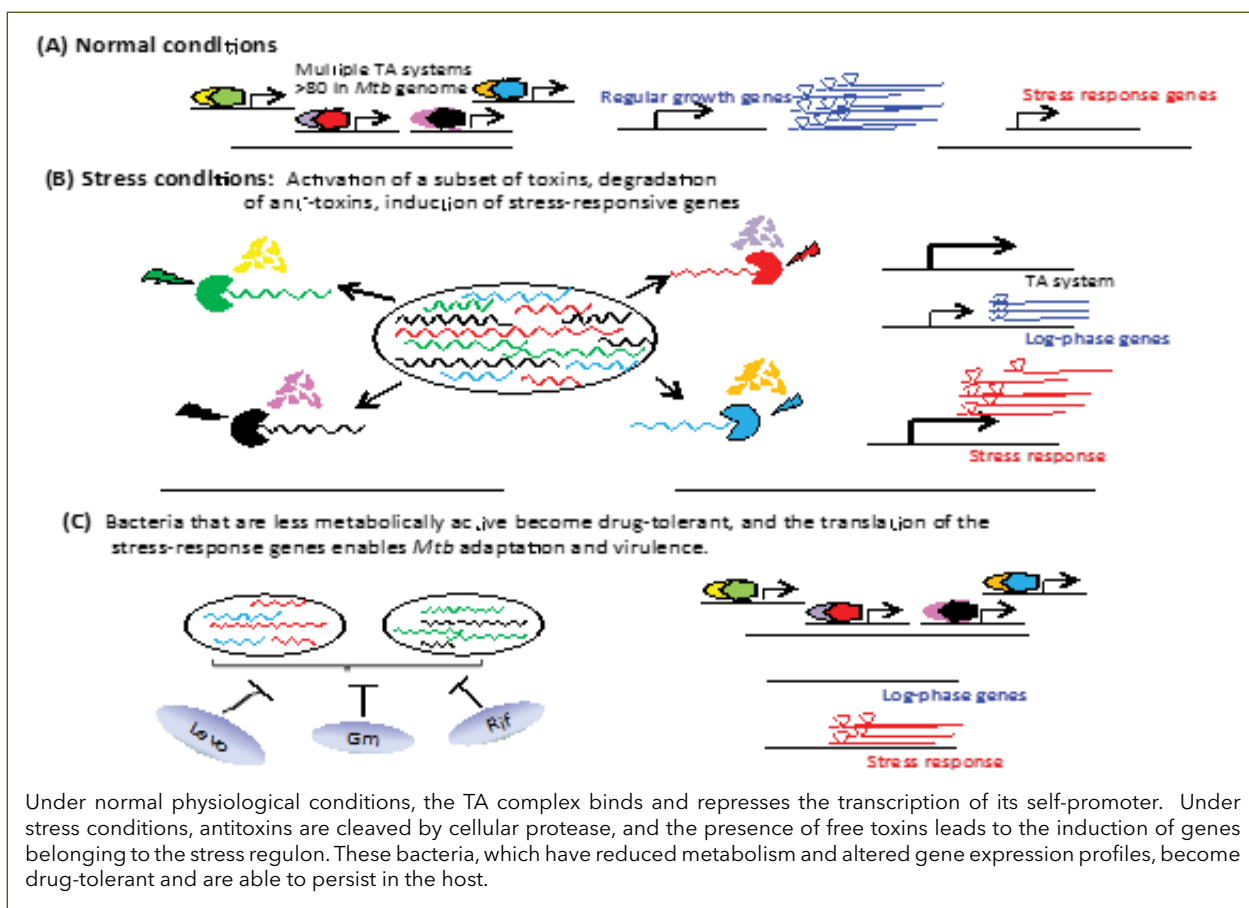 (A) Normal conditions
Multiple TA systems
>80 in Mtb genome
Regular growth genes
Stress response genes
(B) Stress conditions: Activation of a subset of toxins, degradation
of anti-toxins, induction of stress-responsive genes
TA system
Log-phase genes
Stress response
(C) Bacteria that are less metabolically active become drug-tolerant, and the translation of the
stress-response genes enables Mtb adaptation and virulence.
Levo
Gm
Rif
Log-phase genes
Stress response
Under normal physiological conditions, the TA complex binds and represses the transcription of its self-promoter. Under
stress conditions, antitoxins are cleaved by cellular protease, and the presence of free toxins leads to the induction of genes
belonging to the stress regulon. These bacteria, which have reduced metabolism and altered gene expression profiles, become
drug-tolerant and are able to persist in the host.